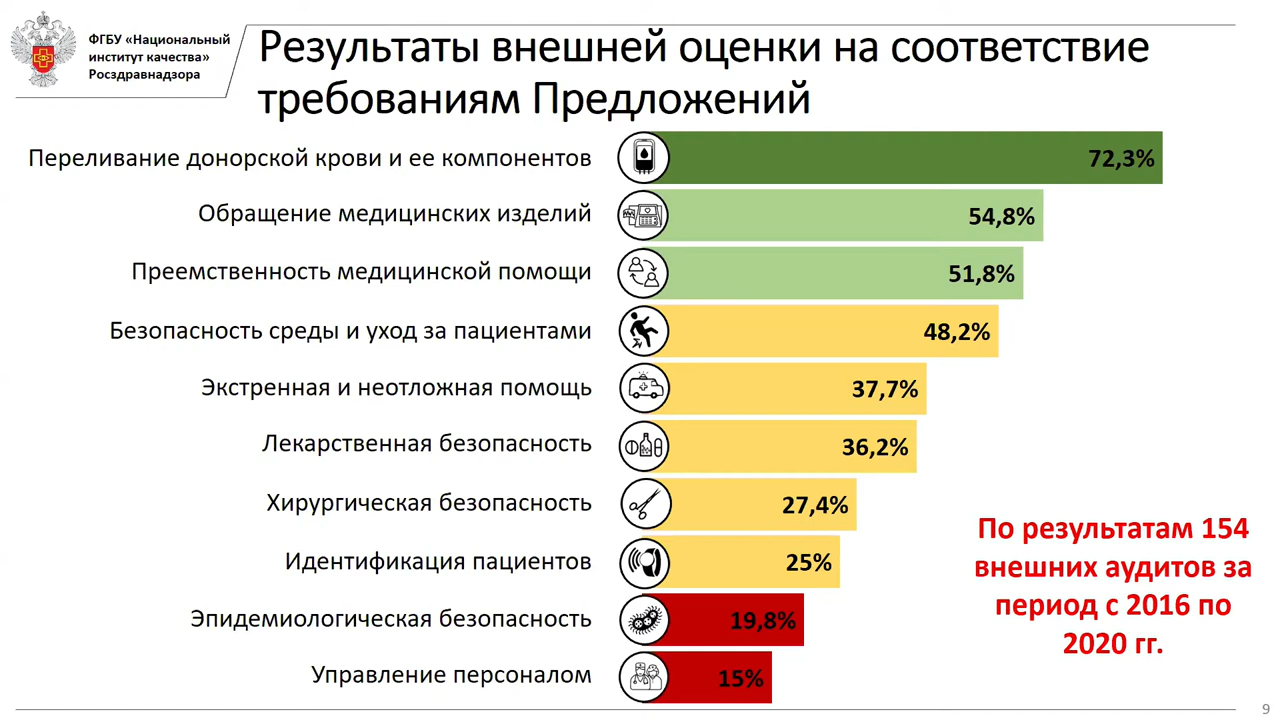 ФГБУ «Национальный
институт качества»
Росздравнадзора
Результаты внешней оценки на соответствие
требованиям Предложений
Переливание донорской крови и ее компонентов
72,3%
Обращение медицинских изделий
54,8%
Преемственность медицинской помощи
51,8%
Безопасность среды и уход за пациентами
48,2%
Экстренная и неотложная помощь
37,7%
Лекарственная безопасность
36,2%
Хирургическая безопасность
27,4%
Идентификация пациентов
25%
Эпидемиологическая безопасность
19,8%
Управление персоналом
15%
По результатам 154
внешних аудитов за
период с 2016 по
2020 гг.
9